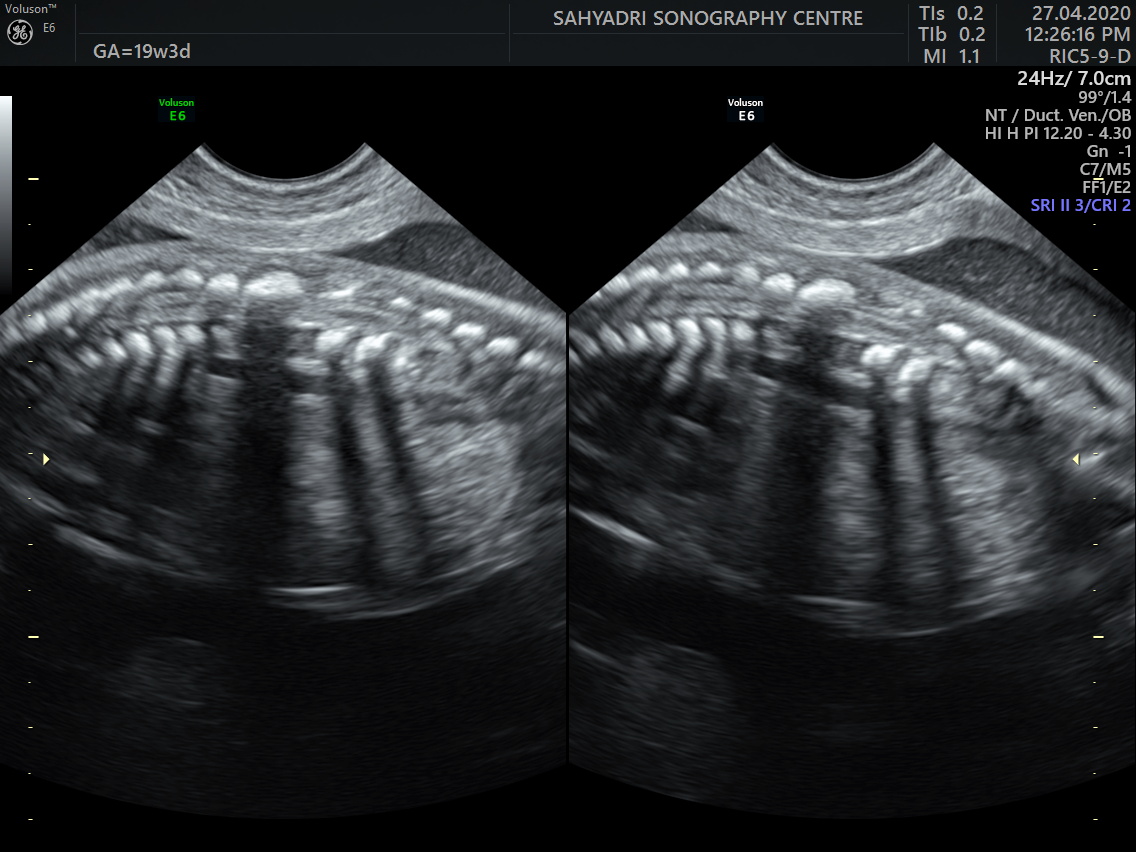 Voluson™
E6
GA=19w3d
SAHYADRI SONOGRAPHY CENTRE
TIs 0.2
TIb 0.2
MI 1.1
27.04.2020
12:26:16 PM
RIC5-9-D
24Hz/ 7.0cm
99°/1.4
NT / Duct. Ven./OB
HI H PI 12.20 - 4.30
Gn -1
C7/M5
FF1/E2
SRI II 3/CRI 2
Voluson
E6
Voluson
E6